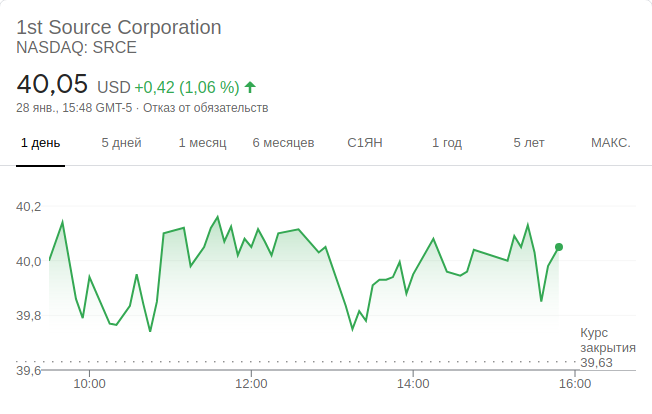 1st Source Corporation
NASDAQ: SRCE
40,05 USD +0,42 (1,06 %)
28 янв., 15:48 GMT-5 · Отказ от обязательств
1 день 5 дней 1 месяц 6 месяцев С1ЯН 1 год 5 лет МАКС.
40,2
40,0
39,8
Курс
закрытия
39,63
39,6
10:00 12:00 14:00 16:00